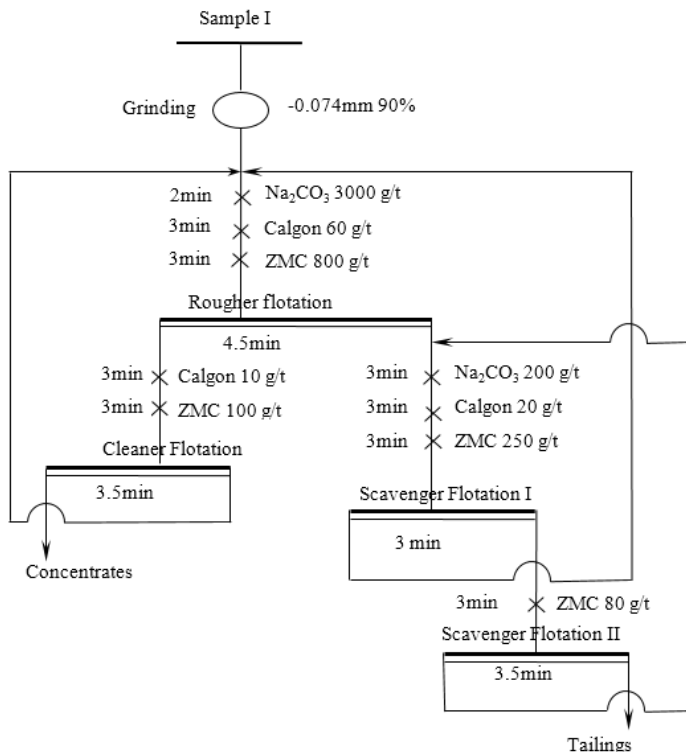 Sample I
Grinding
-0.074mm 90%
2min
Na₂CO₃ 3000 g/t
3min
Calgon 60 g/t
3min
ZMC 800 g/t
Rougher flotation
4.5min
3min
Calgon 10 g/t
3min
Na₂CO₃ 200 g/t
3min
ZMC 100 g/t
3min
Calgon 20 g/t
3min
ZMC 250 g/t
Cleaner Flotation
3.5min
Scavenger Flotation I
3 min
Concentrates
3min
ZMC 80 g/t
Scavenger Flotation II
3.5min
Tailings